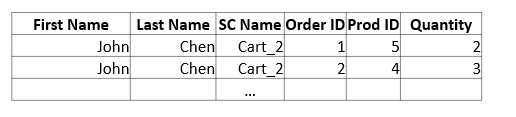 First Name Last Name SC Name Order ID Prod ID Quantity
John Chen Cart_2 1 5 2
John Chen Cart_2 2 4 3
...